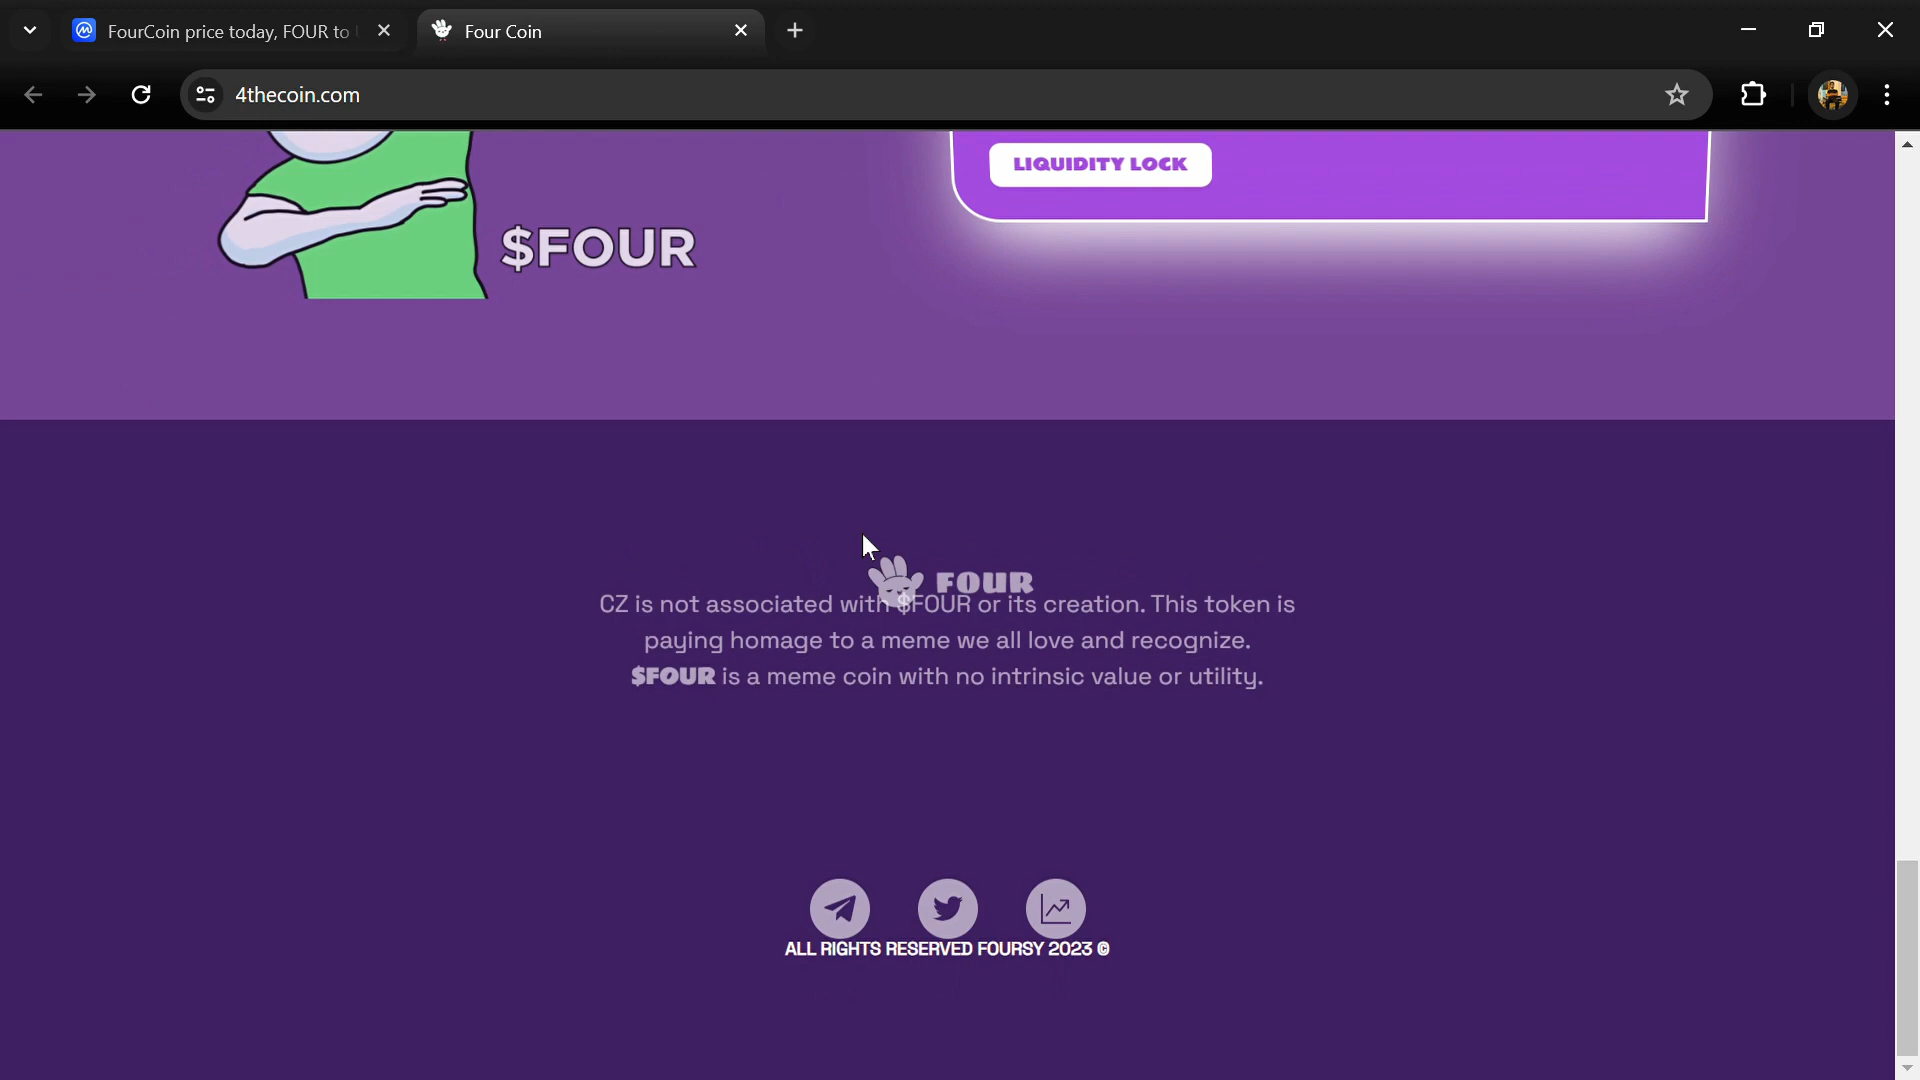 FourCoin price today, FOUR to
Four Coin
4thecoin.com
LIQUIDITY LOCK
$FOUR
FOUR
CZ is not associated with $FOUR or its creation. This token is
paying homage to a meme we all love and recognize.
$FOUR is a meme coin with no intrinsic value or utility.
ALL RIGHTS RESERVED FOURSY 2023 ©